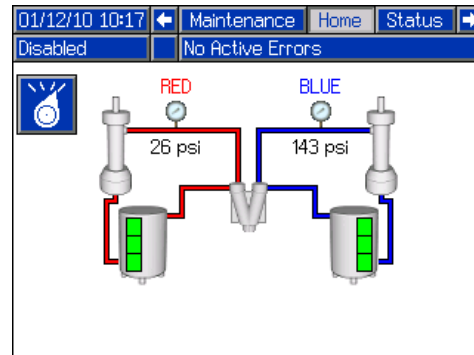 01/12/10 10:17 Maintenance Home Status
Disabled No Active Errors
RED BLUE
26 psi 143 psi